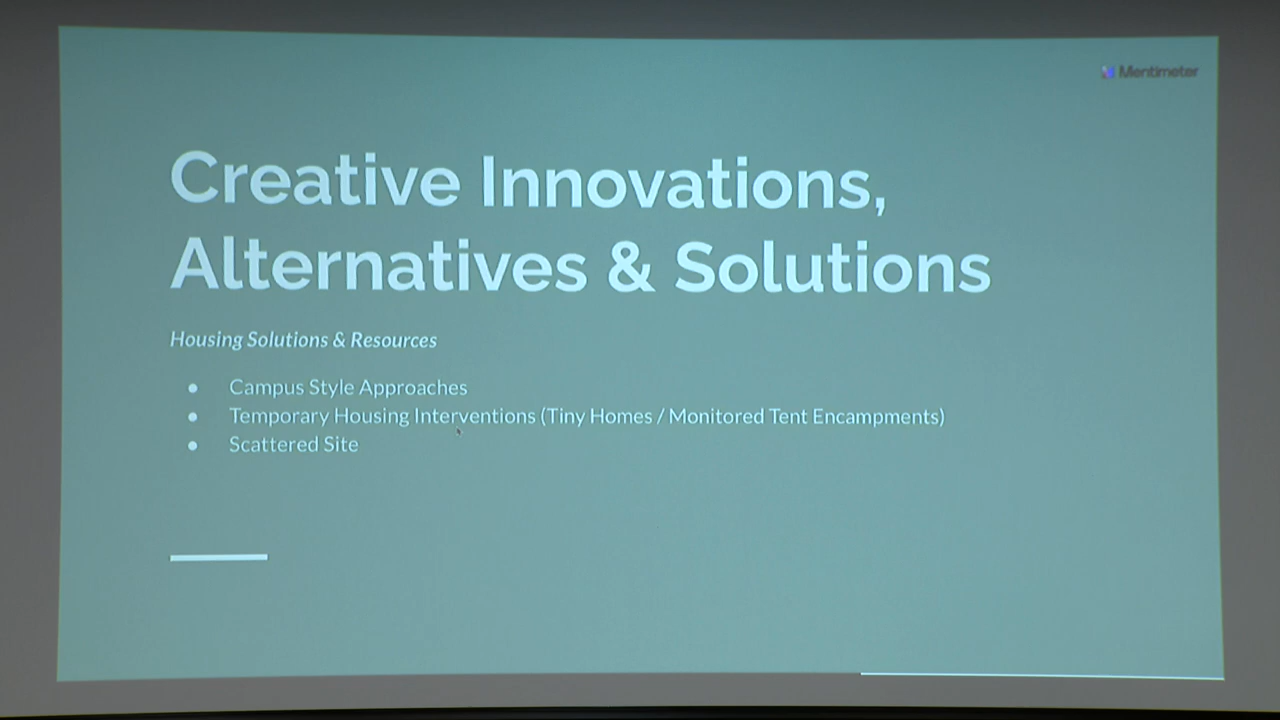 Mentimeter
Creative Innovations,
Alternatives & Solutions
Housing Solutions & Resources
● Campus Style Approaches
● Temporary Housing Interventions (Tiny Homes / Monitored Tent Encampments)
● Scattered Site